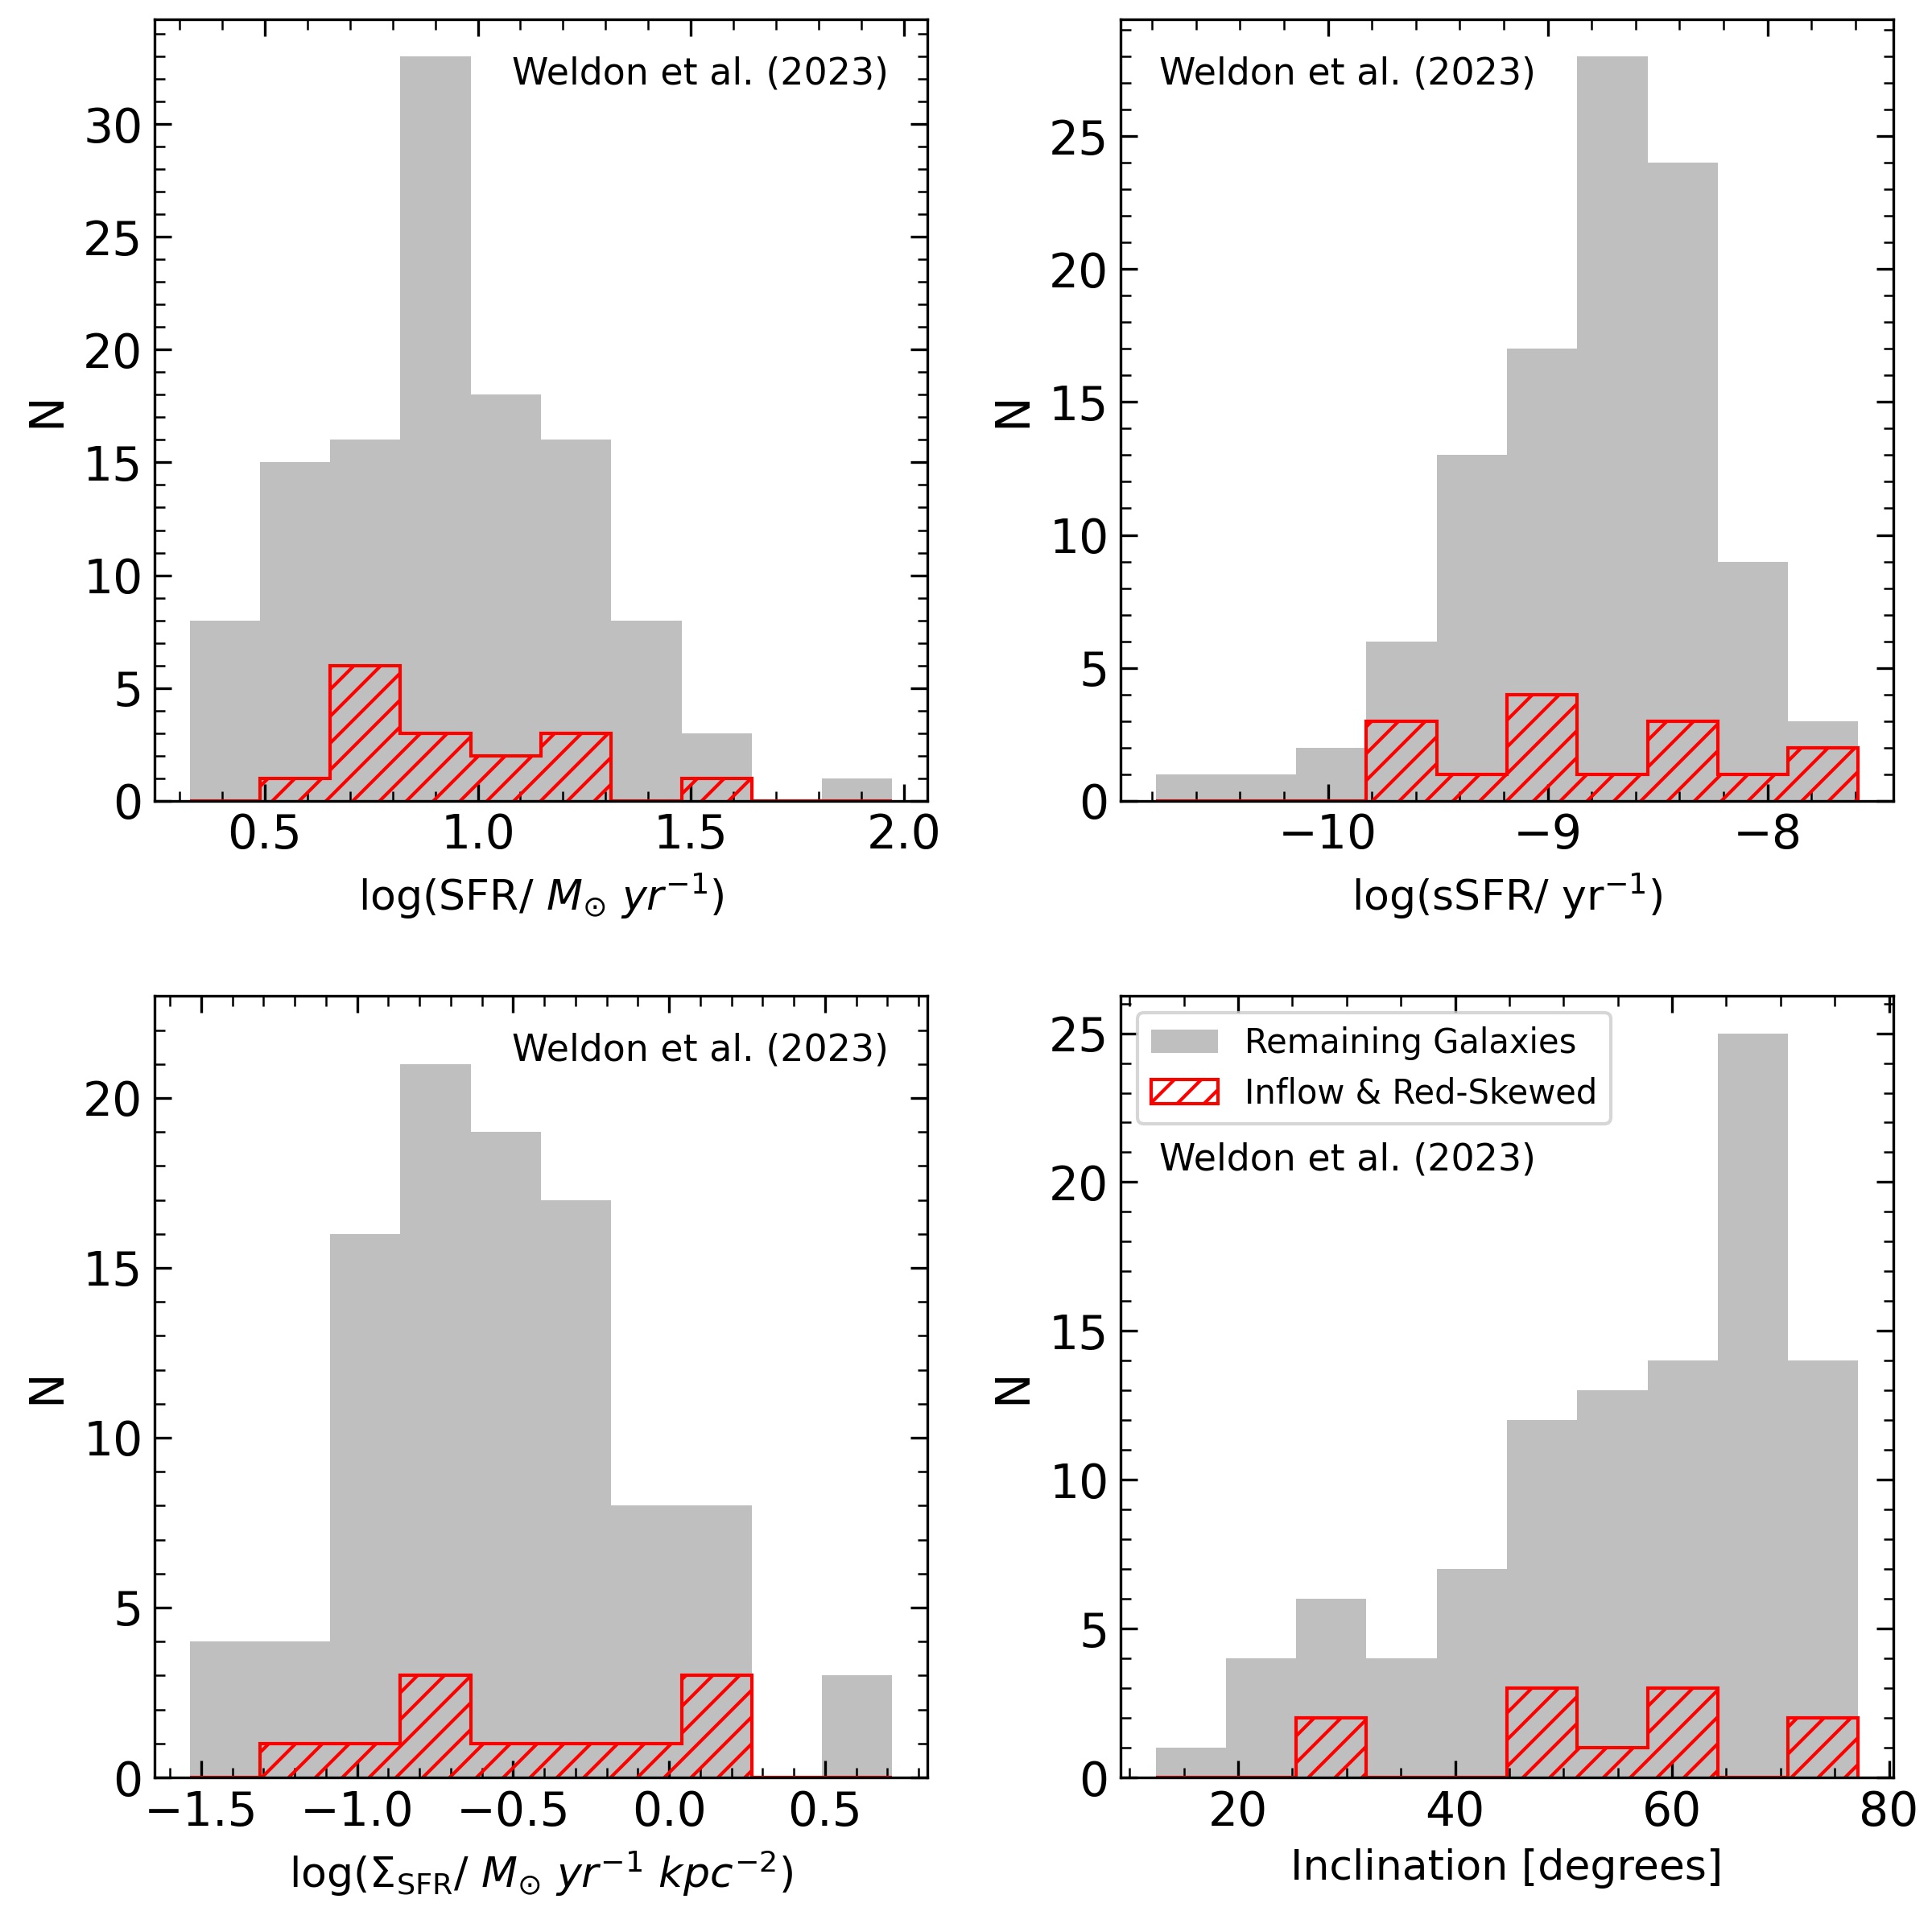 Weldon et al. (2023)
30
25
20
15
10
5
0
N
0.5 1.0 1.5 2.0
log(SFR/ M⊙ yr⁻¹)
Weldon et al. (2023)
25
20
15
10
5
0
N
−10 −9 −8
log(sSFR/ yr⁻¹)
Weldon et al. (2023)
20
15
10
5
0
N
−1.5 −1.0 −0.5 0.0 0.5
log(Σ_SFR/ M⊙ yr⁻¹ kpc⁻²)
Remaining Galaxies
Inflow & Red-Skewed
Weldon et al. (2023)
25
20
15
10
5
0
N
20 40 60 80
Inclination [degrees]